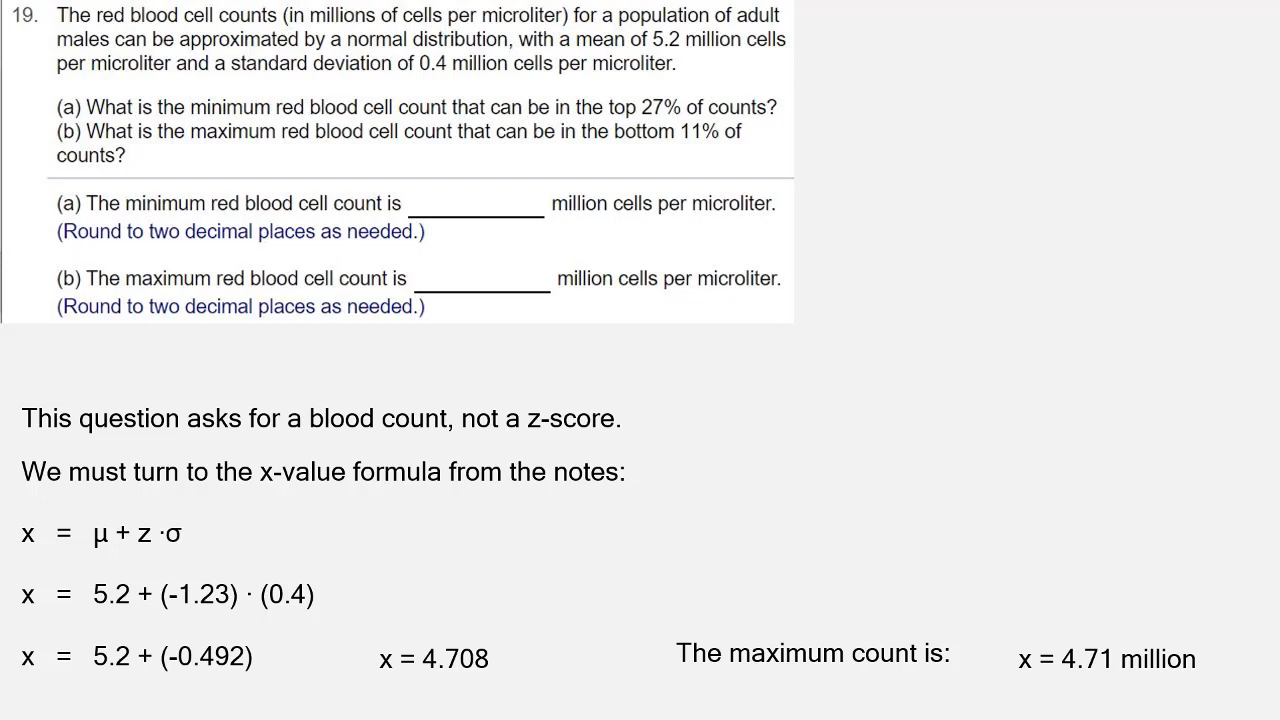 19. The red blood cell counts (in millions of cells per microliter) for a population of adult
males can be approximated by a normal distribution, with a mean of 5.2 million cells
per microliter and a standard deviation of 0.4 million cells per microliter.
(a) What is the minimum red blood cell count that can be in the top 27% of counts?
(b) What is the maximum red blood cell count that can be in the bottom 11% of
counts?
(a) The minimum red blood cell count is ________ million cells per microliter.
(Round to two decimal places as needed.)
(b) The maximum red blood cell count is ________ million cells per microliter.
(Round to two decimal places as needed.)
This question asks for a blood count, not a z-score.
We must turn to the x-value formula from the notes:
x = μ + z ·σ
x = 5.2 + (-1.23) · (0.4)
x = 5.2 + (-0.492) x = 4.708 The maximum count is: x = 4.71 million